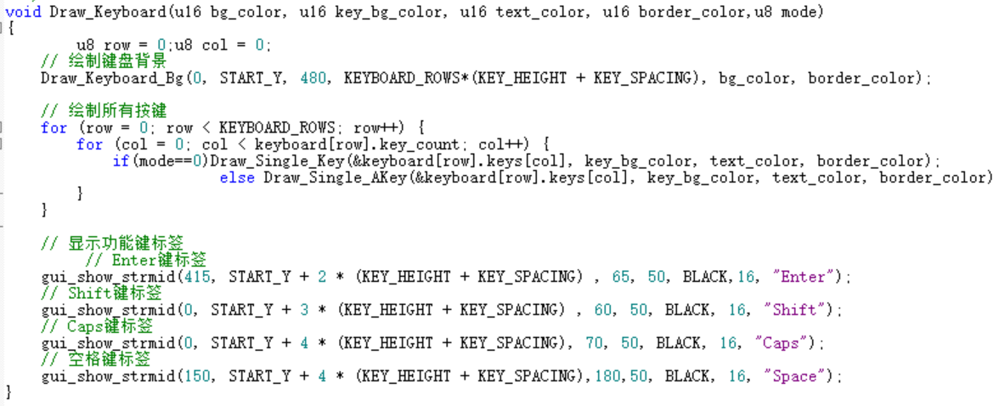 void Draw_Keyboard(u16 bg_color, u16 key_bg_color, u16 text_color, u16 border_color,u8 mode)
{
u8 row = 0;u8 col = 0;
// 绘制键盘背景
Draw_Keyboard_Bg(0, START_Y, 480, KEYBOARD_ROWS*(KEY_HEIGHT + KEY_SPACING), bg_color, border_color);
// 绘制所有按键
for (row = 0; row < KEYBOARD_ROWS; row++) {
for (col = 0; col < keyboard[row].key_count; col++) {
if(mode==0)Draw_Single_Key(&keyboard[row].keys[col], key_bg_color, text_color, border_color);
else Draw_Single_AKey(&keyboard[row].keys[col], key_bg_color, text_color, border_color)
}
}
// 显示功能键标签
// Enter键标签
gui_show_strmid(415, START_Y + 2 * (KEY_HEIGHT + KEY_SPACING) , 65, 50, BLACK,16, "Enter");
// Shift键标签
gui_show_strmid(0, START_Y + 3 * (KEY_HEIGHT + KEY_SPACING) , 60, 50, BLACK, 16, "Shift");
// Caps键标签
gui_show_strmid(0, START_Y + 4 * (KEY_HEIGHT + KEY_SPACING), 70, 50, BLACK, 16, "Caps");
// 空格键标签
gui_show_strmid(150, START_Y + 4 * (KEY_HEIGHT + KEY_SPACING),180,50, BLACK, 16, "Space");
}